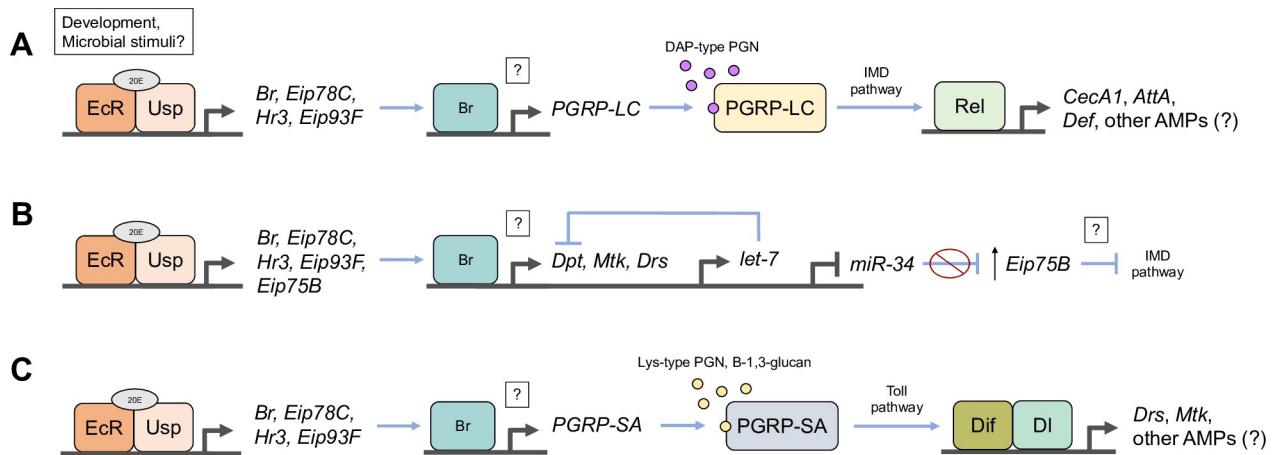 Development,
Microbial stimuli?
A
20E
EcR
Usp
Br, Eip78C,
Hr3, Eip93F
Br
?
PGRP-LC
DAP-type PGN
PGRP-LC
IMD
pathway
Rel
CecA1, AttA,
Def, other AMPs (?)
B
20E
EcR
Usp
Br, Eip78C,
Hr3, Eip93F,
Eip75B
Br
?
Dpt, Mtk, Drs
let-7
miR-34
Eip75B
?
IMD
pathway
C
20E
EcR
Usp
Br, Eip78C,
Hr3, Eip93F
Br
?
PGRP-SA
Lys-type PGN, B-1,3-glucan
PGRP-SA
Toll
pathway
Dif
Dl
Drs, Mtk,
other AMPs (?)